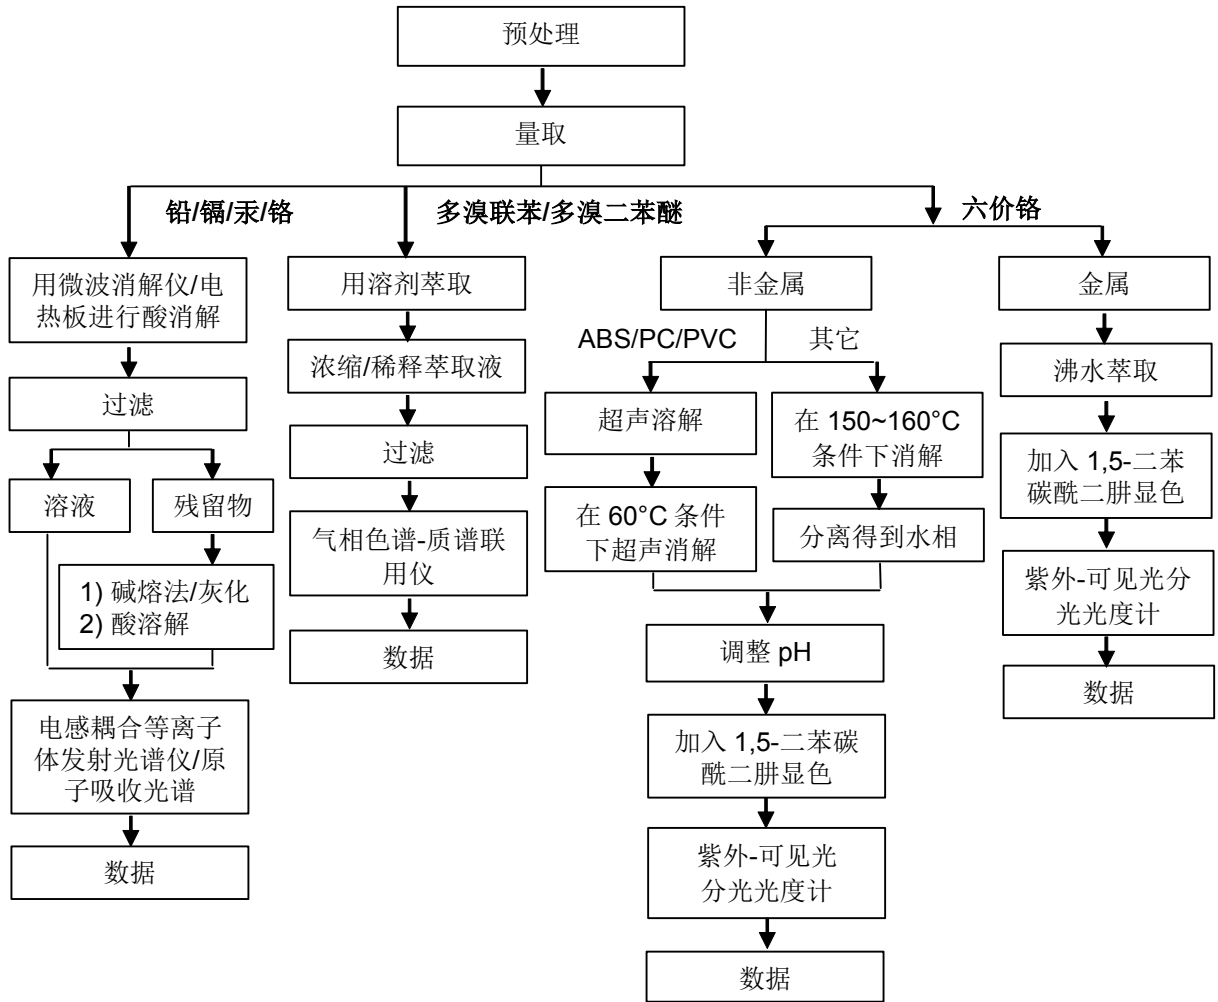 预处理
量取
铅/镉/汞/铬
多溴联苯/多溴二苯醚
六价铬
用微波消解仪/电
热板进行酸消解
过滤
溶液
残留物
1) 碱熔法/灰化
2) 酸溶解
电感耦合等离子
体发射光谱仪/原
子吸收光谱
数据
用溶剂萃取
浓缩/稀释萃取液
过滤
气相色谱-质谱联
用仪
数据
非金属
ABS/PC/PVC
其它
超声溶解
在 60°C 条件
下超声消解
在 150~160°C
条件下消解
分离得到水相
调整 pH
加入 1,5-二苯碳
酰二肼显色
紫外-可见光
分光光度计
数据
金属
沸水萃取
加入 1,5-二苯
碳酰二肼显色
紫外-可见光分
光光度计
数据